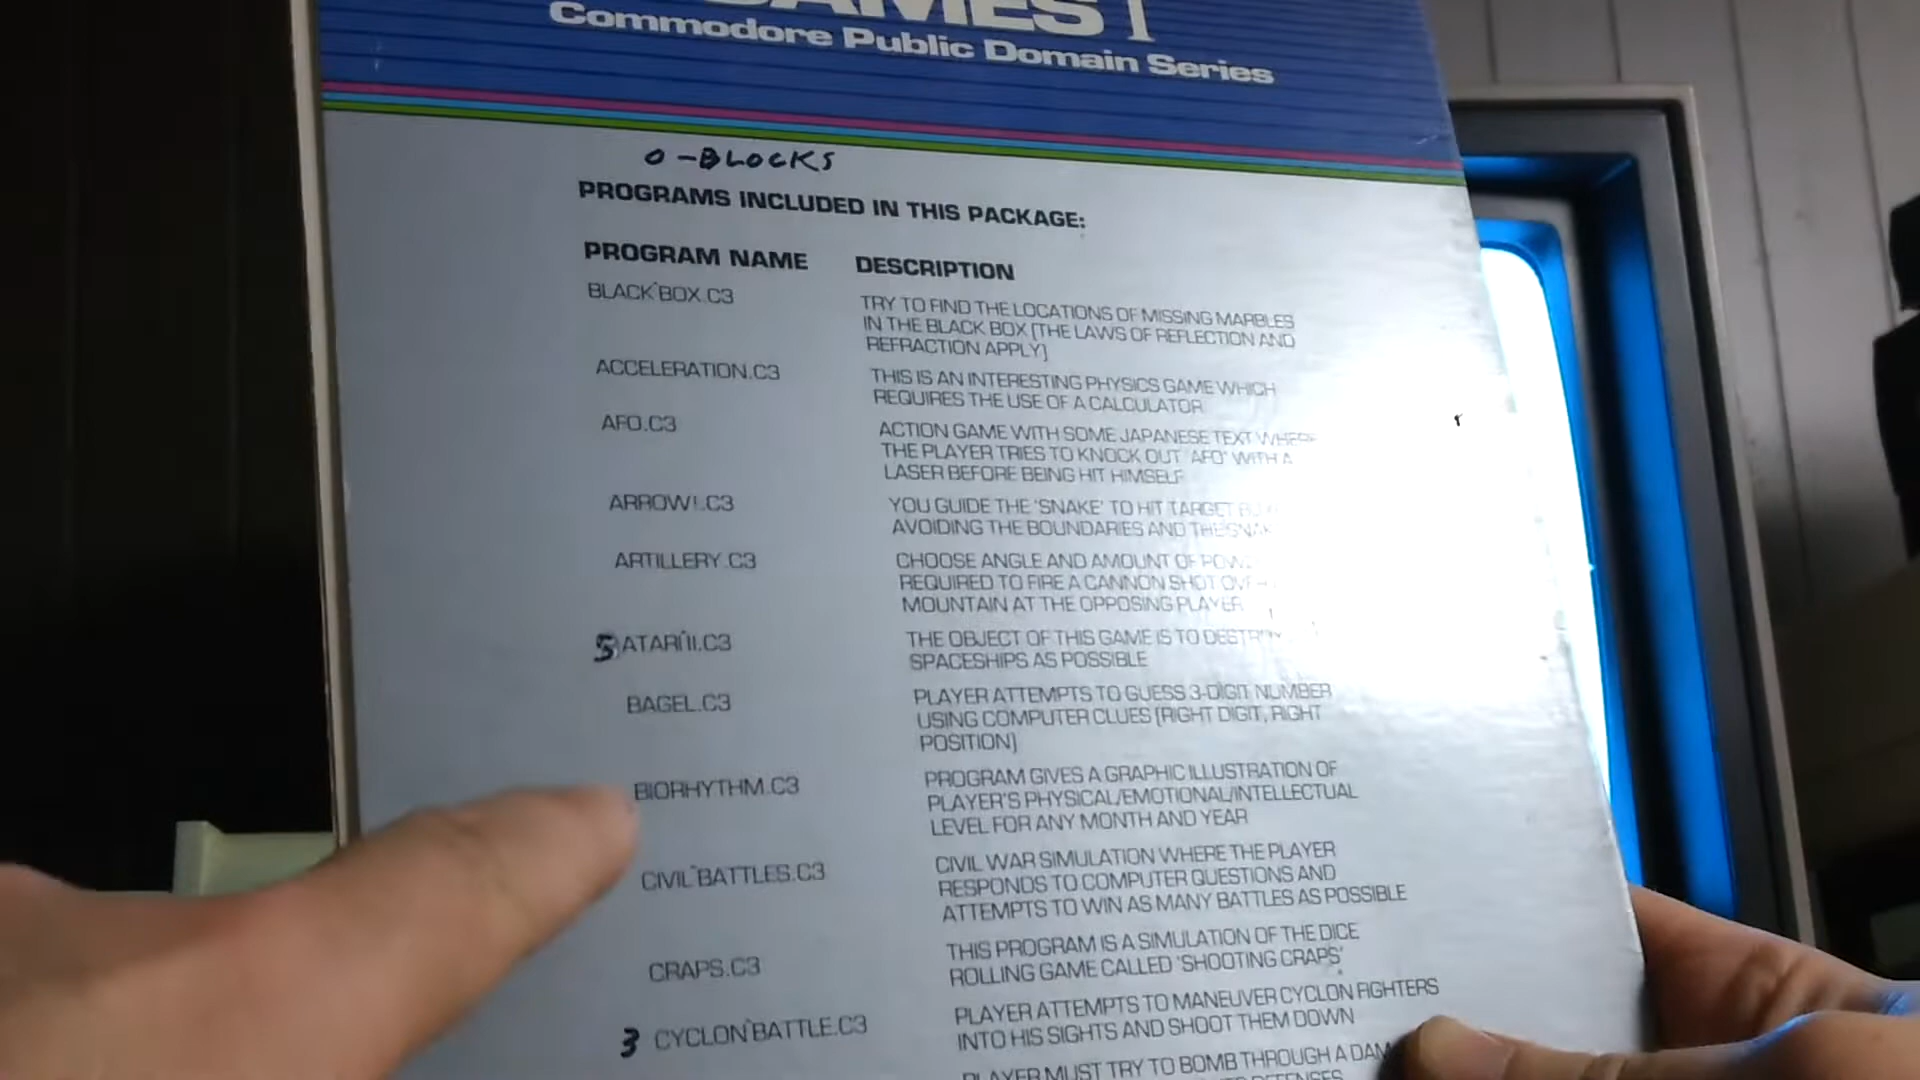 GAMES I
Commodore Public Domain Series
0 -BLOCKS
PROGRAMS INCLUDED IN THIS PACKAGE:
PROGRAM NAME DESCRIPTION
BLACK^BOX.C3 TRY TO FIND THE LOCATIONS OF MISSING MARBLES
IN THE BLACK BOX [THE LAWS OF REFLECTION AND
REFRACTION APPLY]
ACCELERATION.C3 THIS IS AN INTERESTING PHYSICS GAME WHICH
REQUIRES THE USE OF A CALCULATOR
AFO.C3 ACTION GAME WITH SOME JAPANESE TEXT WHERE
THE PLAYER TRIES TO KNOCK OUT 'AFO' WITH A
LASER BEFORE BEING HIT HIMSELF
ARROW!.C3 YOU GUIDE THE 'SNAKE' TO HIT TARGET
AVOIDING THE BOUNDARIES AND THE
ARTILLERY.C3 CHOOSE ANGLE AND AMOUNT OF
REQUIRED TO FIRE A CANNON SHOT
MOUNTAIN AT THE OPPOSING PLAYER
5 ATARI^II.C3 THE OBJECT OF THIS GAME IS TO
SPACESHIPS AS POSSIBLE
BAGEL.C3 PLAYER ATTEMPTS TO GUESS 3-DIGIT NUMBER
USING COMPUTER CLUES [RIGHT DIGIT, RIGHT
POSITION]
BIORHYTHM.C3 PROGRAM GIVES A GRAPHIC ILLUSTRATION OF
PLAYER'S PHYSICAL/EMOTIONAL/INTELLECTUAL
LEVEL FOR ANY MONTH AND YEAR
CIVIL^BATTLES.C3 CIVIL WAR SIMULATION WHERE THE PLAYER
RESPONDS TO COMPUTER QUESTIONS AND
ATTEMPTS TO WIN AS MANY BATTLES AS POSSIBLE
CRAPS.C3 THIS PROGRAM IS A SIMULATION OF THE DICE
ROLLING GAME CALLED 'SHOOTING CRAPS'
3 CYCLON^BATTLE.C3 PLAYER ATTEMPTS TO MANEUVER CYCLON FIGHTERS
INTO HIS SIGHTS AND SHOOT THEM DOWN
PLAYER MUST TRY TO BOMB THROUGH A DAM
DEFENSES